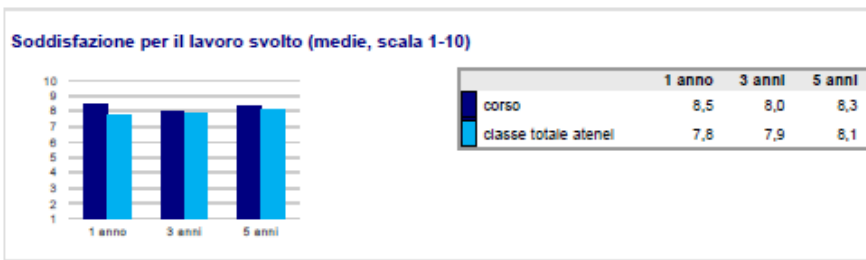 Soddisfazione per il lavoro svolto (medie, scala 1-10)
10
9
8
7
6
5
4
3
2
1
1 anno 3 anni 5 anni
1 anno 3 anni 5 anni
corso 8,5 8,0 8,3
classe totale atenei 7,8 7,9 8,1